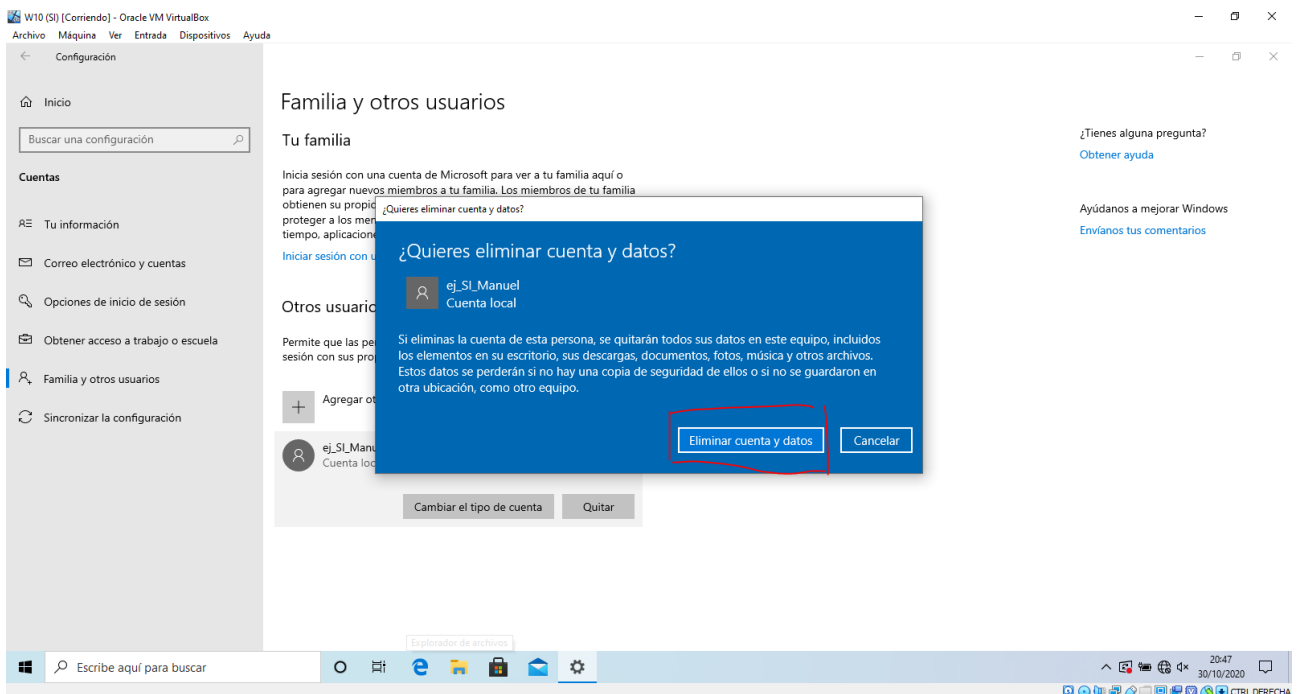 W10 (SI) [Corriendo] - Oracle VM VirtualBox
Archivo Máquina Ver Entrada Dispositivos Ayuda
Configuración
Inicio
Buscar una configuración
Cuentas
Tu información
Correo electrónico y cuentas
Opciones de inicio de sesión
Obtener acceso a trabajo o escuela
Familia y otros usuarios
Sincronizar la configuración
Familia y otros usuarios
Tu familia
Inicia sesión con una cuenta de Microsoft para ver a tu familia aquí o
para agregar nuevos miembros a tu familia. Los miembros de tu familia
obtienen su propio
proteger a los
tiempo,
Iniciar sesión con
Otros
Permite que las
sesión con sus
Agregar
ej_SI_Manu
Cuenta loc
Cambiar el tipo de cuenta Quitar
¿Quieres eliminar cuenta y datos?
¿Quieres eliminar cuenta y datos?
ej_SI_Manuel
Cuenta local
Si eliminas la cuenta de esta persona, se quitarán todos sus datos en este equipo, incluidos
los elementos en su escritorio, sus descargas, documentos, fotos, música y otros archivos.
Estos datos se perderán si no hay una copia de seguridad de ellos o si no se guardaron en
otra ubicación, como otro equipo.
Eliminar cuenta y datos Cancelar
¿Tienes alguna pregunta?
Obtener ayuda
Ayúdanos a mejorar Windows
Envíanos tus comentarios
Explorador de archivos
Escribe aquí para buscar
20:47
30/10/2020
CTRL DERECHA